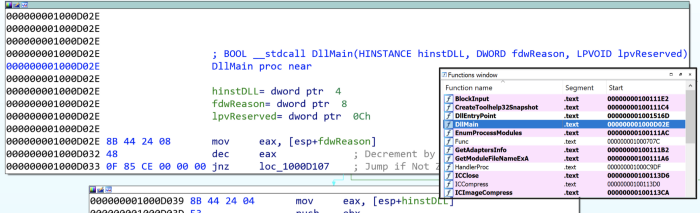 000000001000D02E
000000001000D02E
000000001000D02E
000000001000D02E ; BOOL __stdcall DllMain(HINSTANCE hinstDLL, DWORD fdwReason, LPVOID lpvReserved)
000000001000D02E DllMain proc near
000000001000D02E
000000001000D02E hinstDLL= dword ptr 4
000000001000D02E fdwReason= dword ptr 8
000000001000D02E lpvReserved= dword ptr 0Ch
000000001000D02E
000000001000D02E 8B 44 24 08 mov eax, [esp+fdwReason]
000000001000D032 48 dec eax ; Decrement by
000000001000D033 0F 85 CE 00 00 00 jnz loc_1000D107 ; Jump if Not Z
000000001000D039 8B 44 24 04 mov eax, [esp+hinstDLL]
000000001000D03D 53 push ebx
Functions window
Function name Segment Start
f BlockInput .text 00000000100111E2
f CreateToolhelp32Snapshot .text 00000000100111C4
f DllEntryPoint .text 000000001001516D
f DllMain .text 000000001000D02E
f EnumProcessModules .text 00000000100111AC
f Func .text 000000001000707C
f GetAdaptersInfo .text 00000000100111B2
f GetModuleFileNameExA .text 00000000100111A6
f HandlerProc .text 000000001000C9DF
f ICClose .text 00000000100113D6
f ICCompress .text 00000000100113D0
f ICImageCompress .text 00000000100113CA